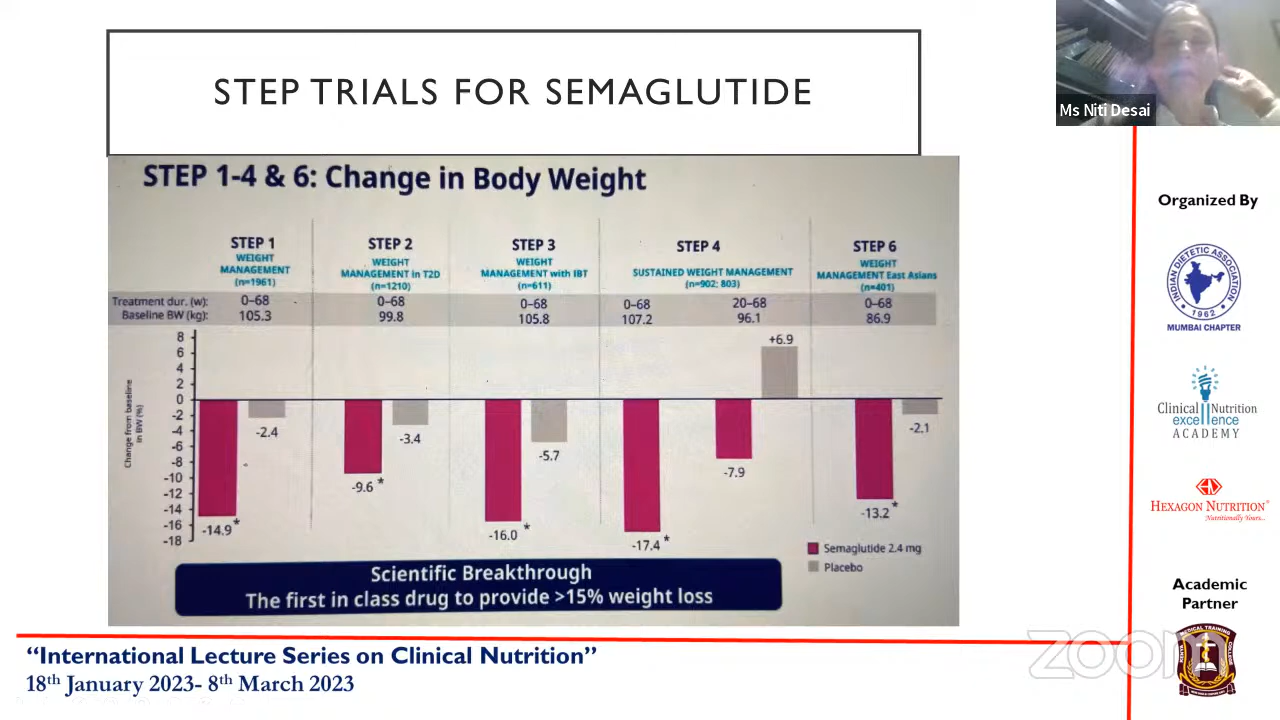 STEP TRIALS FOR SEMAGLUTIDE
Ms Niti Desai
STEP 1-4 & 6: Change in Body Weight
STEP 1
WEIGHT
MANAGEMENT
(n=1961)
STEP 2
WEIGHT
MANAGEMENT in T2D
(n=1210)
STEP 3
WEIGHT
MANAGEMENT with IBT
(n=611)
STEP 4
SUSTAINED WEIGHT MANAGEMENT
(n=902; 803)
STEP 6
WEIGHT
MANAGEMENT East Asians
(n=401)
Treatment dur. (w): 0–68 0–68 0–68 0–68 20–68 0–68
Baseline BW (kg): 105.3 99.8 105.8 107.2 96.1 86.9
Change from baseline
in BW (%)
8
6
4
2
0
-2
-4
-6
-8
-10
-12
-14
-16
-18
-14.9 *
-2.4
-9.6 *
-3.4
-16.0 *
-5.7
-17.4 *
-7.9
+6.9
-13.2 *
-2.1
Semaglutide 2.4 mg
Placebo
Scientific Breakthrough
The first in class drug to provide >15% weight loss
Organized By
INDIAN DETETIC ASSOCIATION
1962
MUMBAI CHAPTER
Clinical Nutrition
excellence
ACADEMY
HEXAGON NUTRITION®
Nutritionally Yours...
Academic
Partner
“International Lecture Series on Clinical Nutrition”
18th January 2023- 8th March 2023
zoom